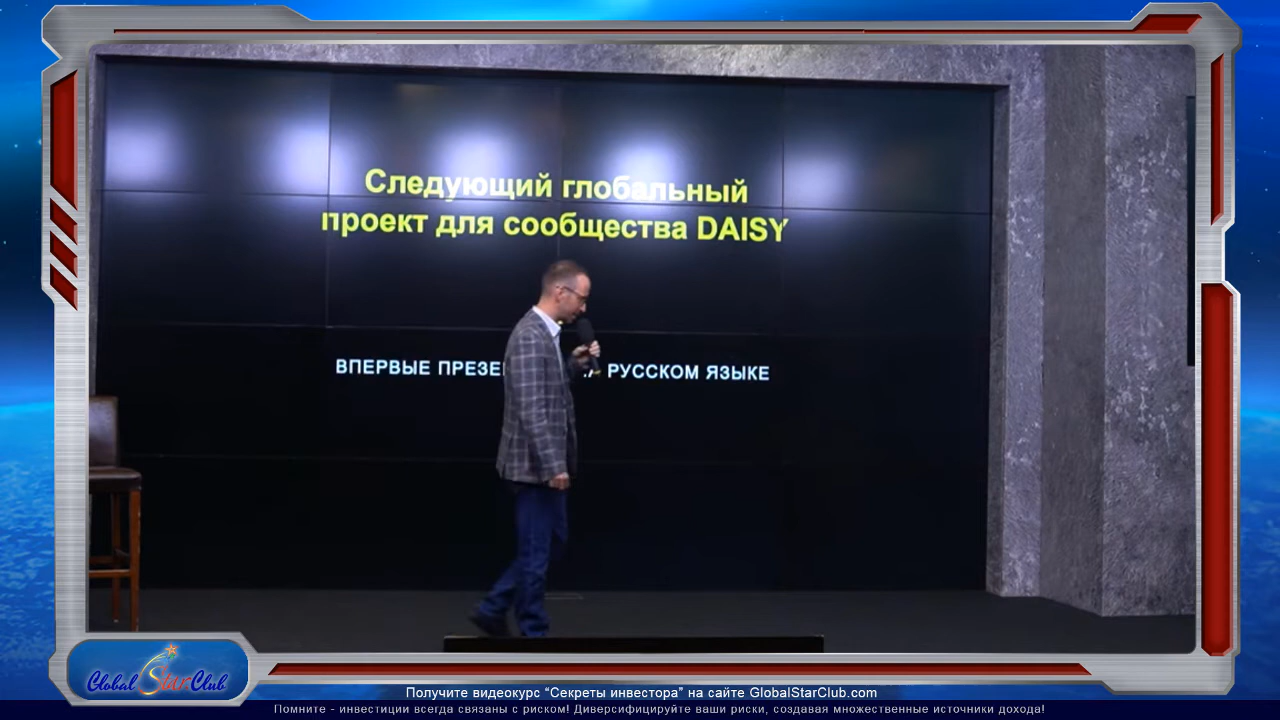 Следующий глобальный
проект для сообщества DAISY
ВПЕРВЫЕ РУССКОМ ЯЗЫКЕ
Global Star Club
Получите видеокурс “Секреты инвестора” на сайте GlobalStarClub.com
Помните - инвестиции всегда связаны с риском! Диверсифицируйте ваши риски, создавая множественные источники дохода!